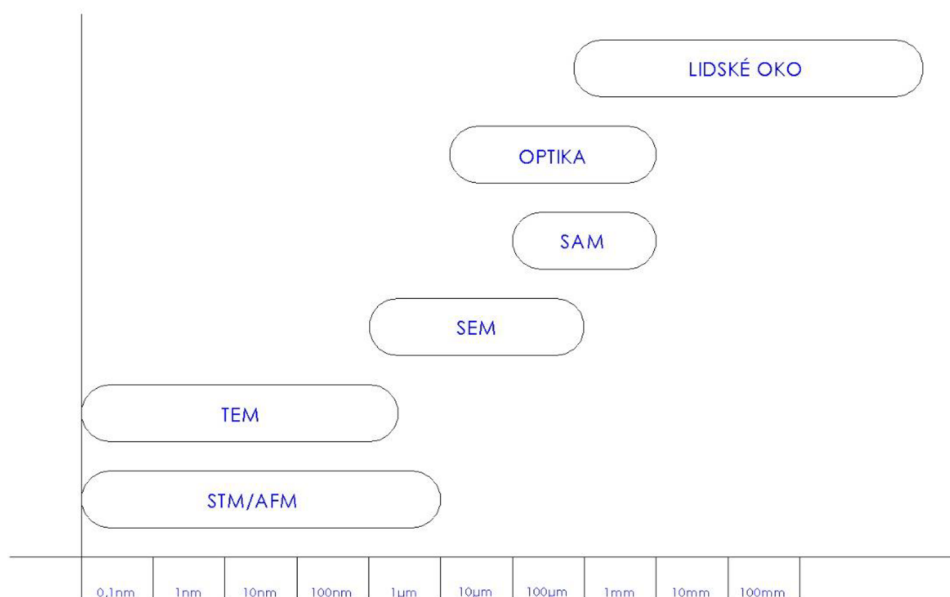 LIDSKÉ OKO
OPTIKA
SAM
SEM
TEM
STM/AFM
0,1nm 1nm 10nm 100nm 1µm 10µm 100µm 1mm 10mm 100mm